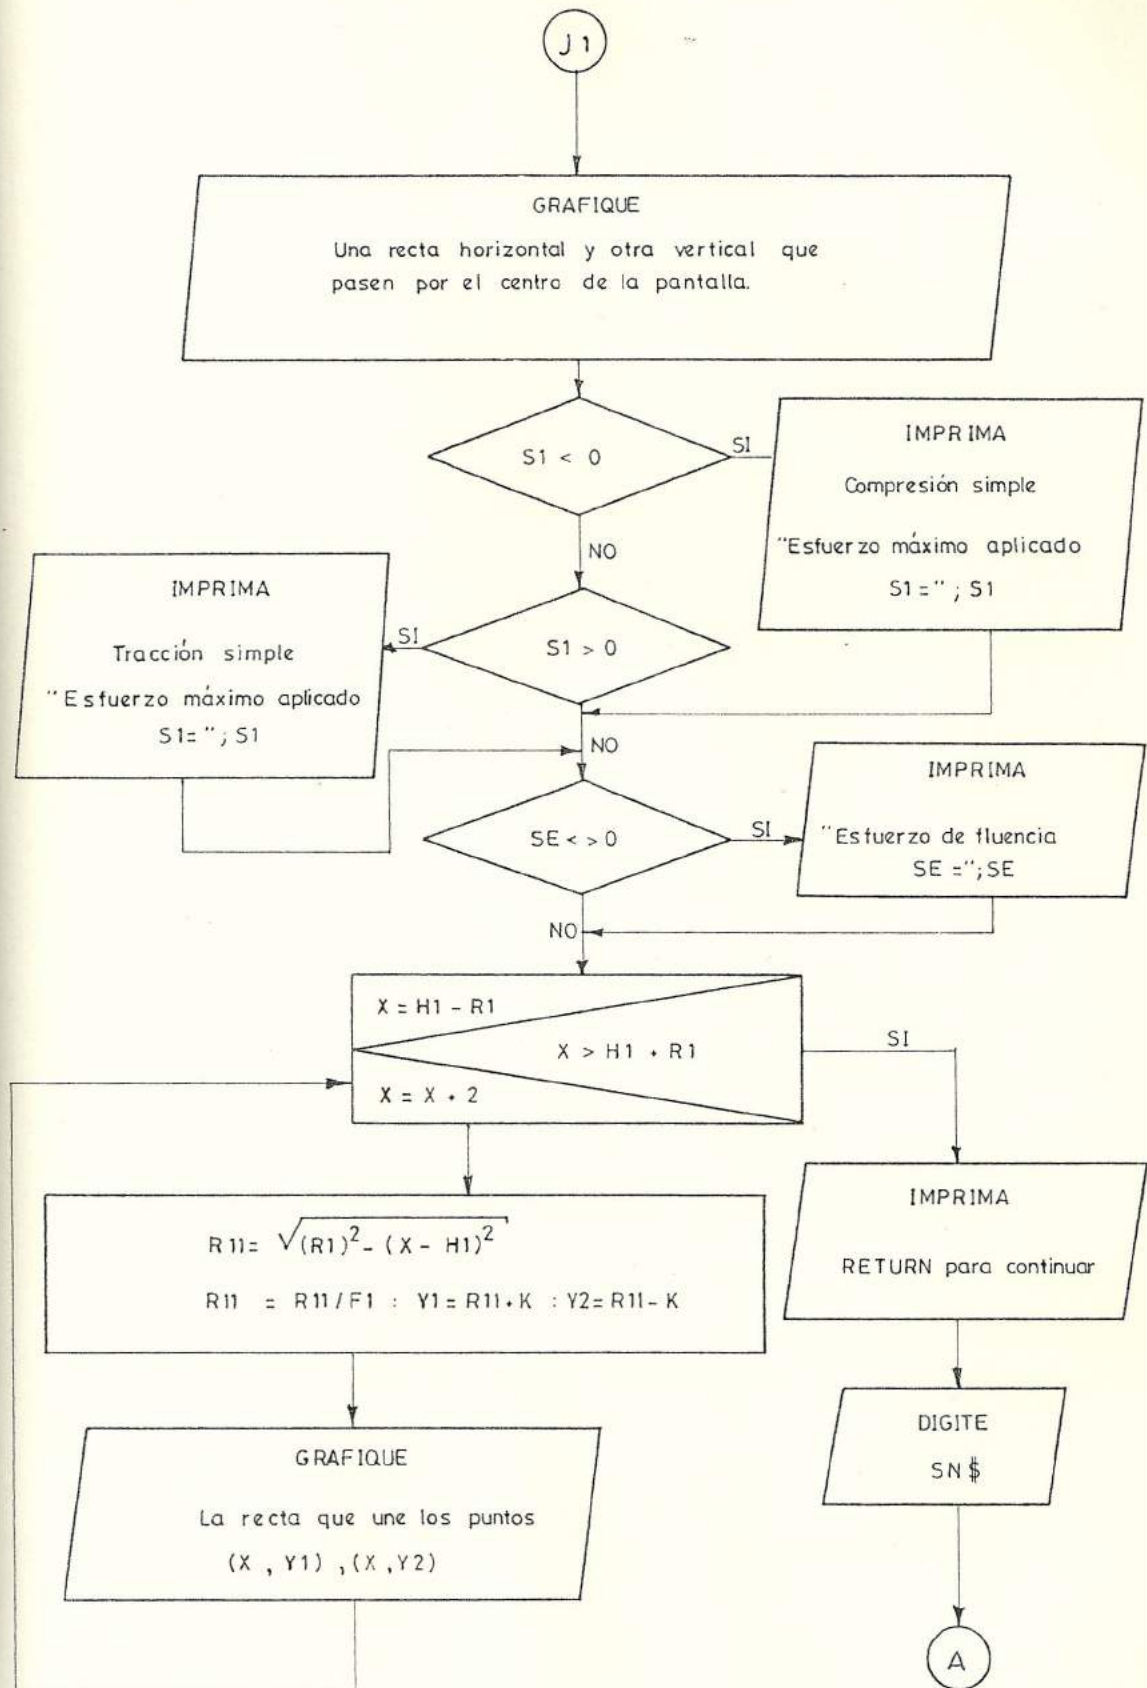 J1
GRAFIQUE
Una recta horizontal y otra vertical que
pasen por el centro de la pantalla.
S1 < 0
SI
IMPRIMA
Compresión simple
"Esfuerzo máximo aplicado
S1="; S1
NO
S1 > 0
SI
IMPRIMA
Tracción simple
"Esfuerzo máximo aplicado
S1="; S1
NO
SE < > 0
SI
IMPRIMA
"Esfuerzo de fluencia
SE ="; SE
NO
X = H1 - R1
X > H1 + R1
X = X + 2
SI
R11= √(R1)² - (X - H1)²
R11 = R11/F1 : Y1 = R11+K : Y2= R11-K
GRAFIQUE
La recta que une los puntos
(X , Y1) , (X , Y2)
IMPRIMA
RETURN para continuar
DIGITE
SN$
A